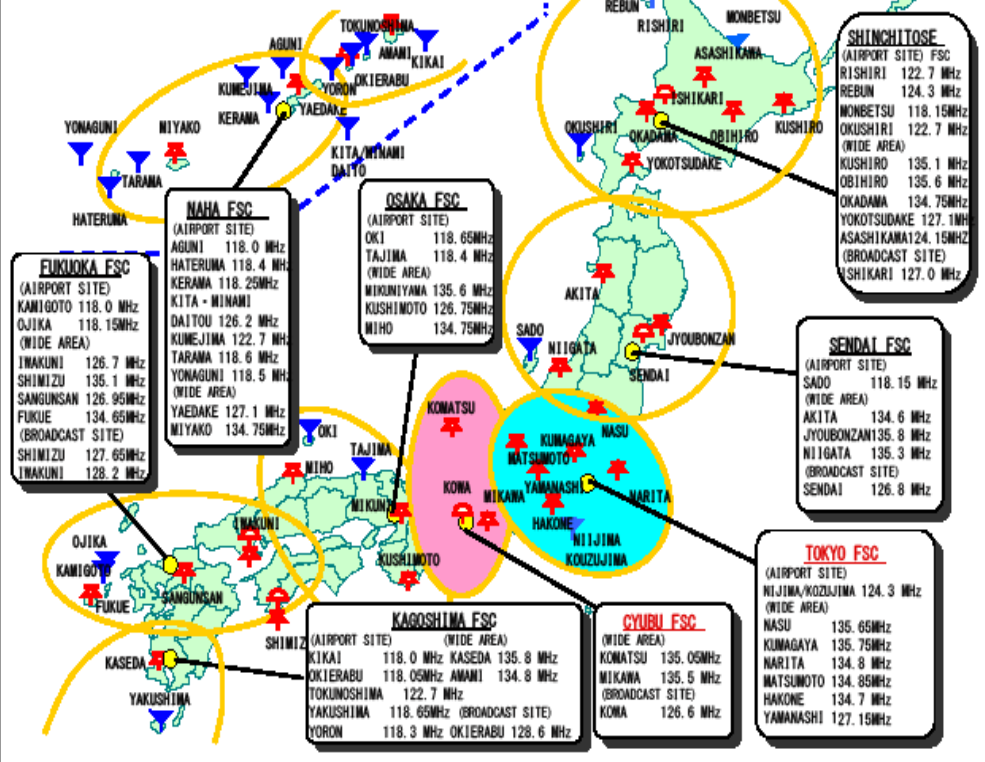 REBUN
RISHIRI
MONBETSU
ASASHIKAWA
ISHIKARI
OKUSHIRI
OKADAMA
OBIHIRO
KUSHIRO
YOKOTSUDAKE
TOKUNOSHIMA
AGUNI
AMANI
KIKAI
OKIERABU
KUMEJIMA
YORON
KERAMA
YAEDAKE
YONAGUNI
MIYAKO
KITA/MINAMI
DAITO
TARAMA
HATERUMA
SHINCHITOSE
(AIRPORT SITE) FSC
RISHIRI 122.7 MHz
REBUN 124.3 MHz
MONBETSU 118.15MHz
OKUSHIRI 122.7 MHz
(WIDE AREA)
KUSHIRO 135.1 MHz
OBIHIRO 135.6 MHz
OKADAMA 134.75MHz
YOKOTSUDAKE 127.1MHz
ASASHIKAWA124.15MHZ
(BROADCAST SITE)
ISHIKARI 127.0 MHz
NAHA FSC
(AIRPORT SITE)
AGUNI 118.0 MHz
HATERUMA 118.4 MHz
KERAMA 118.25MHz
KITA・MINAMI
DAITOU 126.2 MHz
KUMEJIMA 122.7 MHz
TARAMA 118.6 MHz
YONAGUNI 118.5 MHz
(WIDE AREA)
YAEDAKE 127.1 MHz
MIYAKO 134.75MHz
OSAKA FSC
(AIRPORT SITE)
OKI 118.65MHz
TAJIMA 118.4 MHz
(WIDE AREA)
MIKUNIYAMA 135.6 MHz
KUSHIMOTO 126.75MHz
MIHO 134.75MHz
FUKUOKA FSC
(AIRPORT SITE)
KAMIGOTO 118.0 MHz
OJIKA 118.15MHz
(WIDE AREA)
IWAKUNI 126.7 MHz
SHIMIZU 135.1 MHz
SANGUNSAN 126.95MHz
FUKUE 134.65MHz
(BROADCAST SITE)
SHIMIZU 127.65MHz
IWAKUNI 128.2 MHz
AKITA
SADO
NIIGATA
JYOUBONZAN
SENDAI
SENDAI FSC
(AIRPORT SITE)
SADO 118.15 MHz
(WIDE AREA)
AKITA 134.6 MHz
JYOUBONZAN135.8 MHz
NIIGATA 135.3 MHz
(BROADCAST SITE)
SENDAI 126.8 MHz
KOMATSU
KOWA
MIKAWA
NASU
KUMAGAYA
MATSUMOTO
YAMANASHI
NARITA
HAKONE
NIIJIMA
KOUZUJIMA
OKI
TAJIMA
MIHO
IWAKUNI
KUSHIMOTO
OJIKA
KAMIGOTO
FUKUE
SANGUNSAN
KASEDA
YAKUSHIMA
KAGOSHIMA FSC
(AIRPORT SITE) (WIDE AREA)
KIKAI 118.0 MHz KASEDA 135.8 MHz
OKIERABU 118.05MHz AMANI 134.8 MHz
TOKUNOSHIMA 122.7 MHz
YAKUSHIMA 118.65MHz (BROADCAST SITE)
YORON 118.3 MHz OKIERABU 128.6 MHz
CYUBU FSC
(WIDE AREA)
KOMATSU 135.05MHz
MIKAWA 135.5 MHz
(BROADCAST SITE)
KOWA 126.6 MHz
TOKYO FSC
(AIRPORT SITE)
NIJIMA/KOZUJIMA 124.3 MHz
(WIDE AREA)
NASU 135.65MHz
KUMAGAYA 135.75MHz
NARITA 134.8 MHz
MATSUMOTO 134.85MHz
HAKONE 134.7 MHz
YAMANASHI 127.15MHz